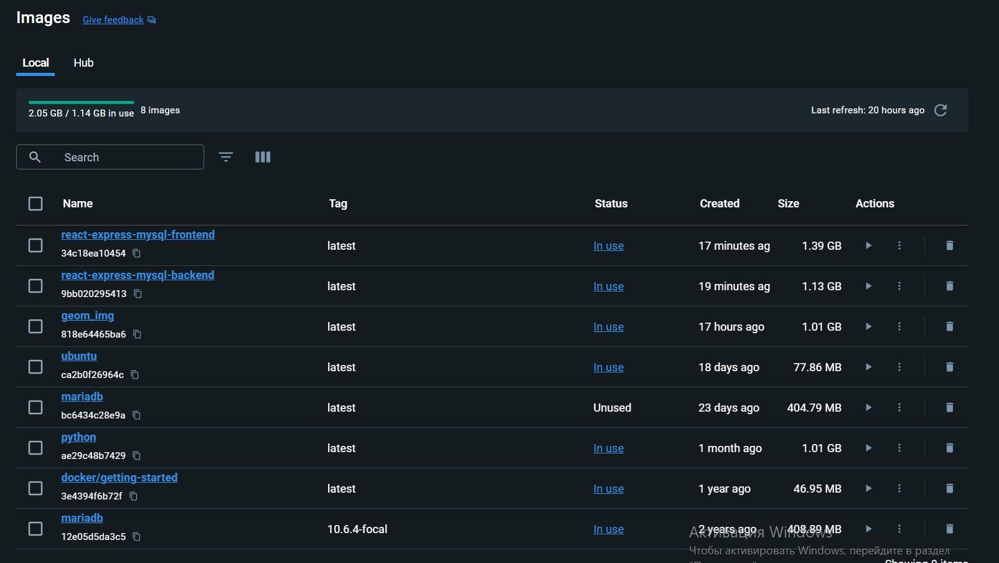 Images Give feedback
Local Hub
2.05 GB / 1.14 GB in use 8 images Last refresh: 20 hours ago
Search
Name Tag Status Created Size Actions
react-express-mysql-frontend
34c18ea10454 latest In use 17 minutes ag 1.39 GB
react-express-mysql-backend
9bb020295413 latest In use 19 minutes ag 1.13 GB
geom_img
818e64465ba6 latest In use 17 hours ago 1.01 GB
ubuntu
ca2b0f26964c latest In use 18 days ago 77.86 MB
mariadb
bc6434c28e9a latest Unused 23 days ago 404.79 MB
python
ae29c48b7429 latest In use 1 month ago 1.01 GB
docker/getting-started
3e4394f6b72f latest In use 1 year ago 46.95 MB
mariadb
12e05d5da3c5 10.6.4-focal In use 2 years ago 408.89 MB
Активация Windows
Чтобы активировать Windows, перейдите в раздел
Showing 8 items